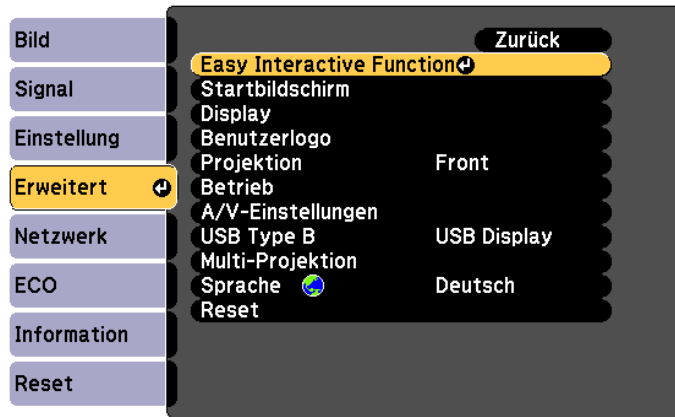 Bild
Signal
Einstellung
Erweitert
Netzwerk
ECO
Information
Reset
Zurück
Easy Interactive Function
Startbildschirm
Display
Benutzerlogo
Projektion Front
Betrieb
A/V-Einstellungen
USB Type B USB Display
Multi-Projektion
Sprache Deutsch
Reset